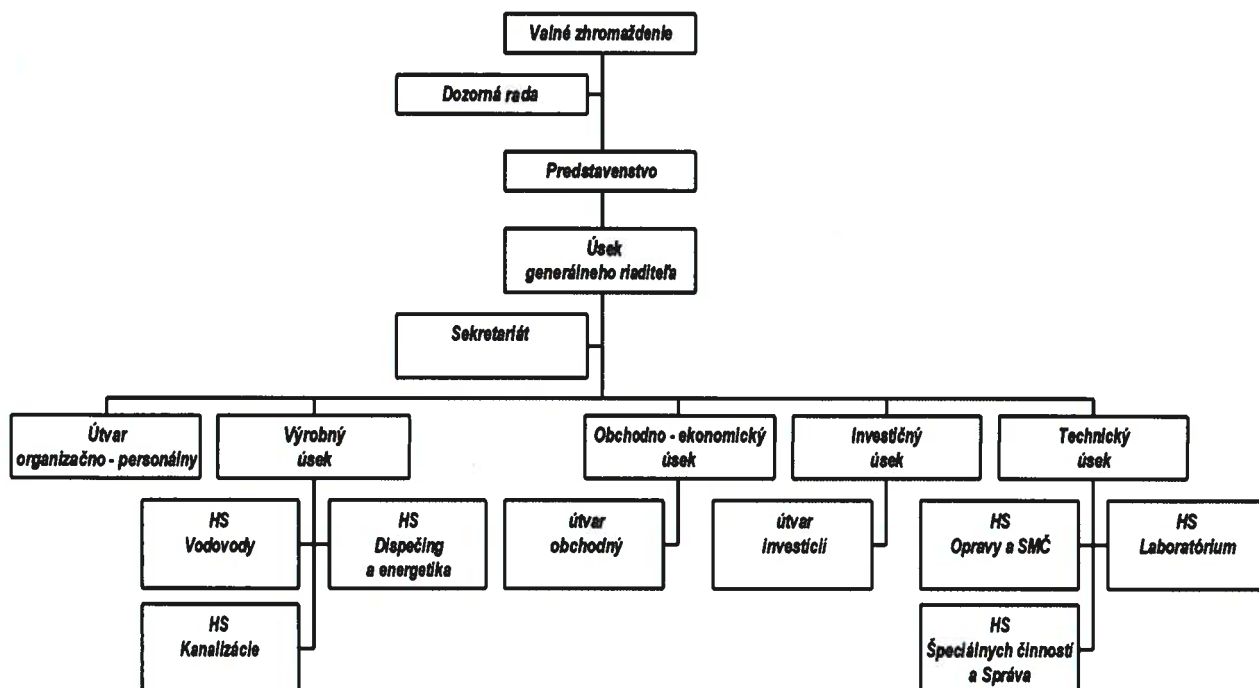 Valné zhromaždenie
Dozorná rada
Predstavenstvo
Úsek
generálneho riaditeľa
Sekretariát
Útvar
organizačno - personálny
Výrobný
úsek
Obchodno - ekonomický
úsek
Investičný
úsek
Technický
úsek
HS
Vodovody
HS
Dispečing
a energetika
útvar
obchodný
útvar
investícií
HS
Opravy a SMČ
HS
Laboratórium
HS
Kanalizácie
HS
Špeciálnych činností
a Správa